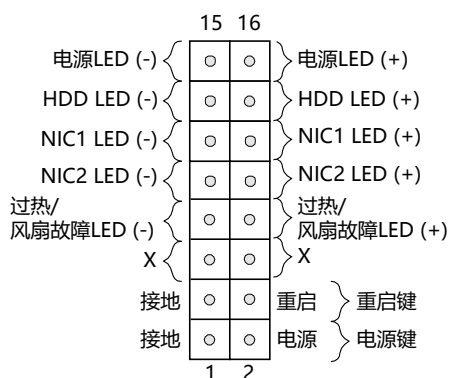 15 16
电源LED (-) 电源LED (+)
HDD LED (-) HDD LED (+)
NIC1 LED (-) NIC1 LED (+)
NIC2 LED (-) NIC2 LED (+)
过热/ 过热/
风扇故障LED (-) 风扇故障LED (+)
X X
接地 重启 重启键
接地 电源 电源键
1 2